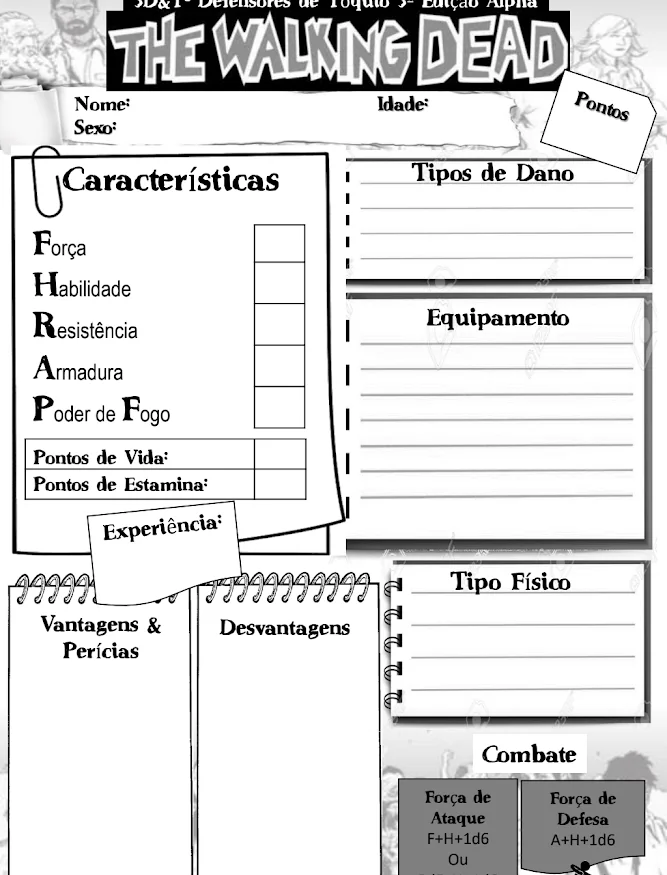 3D&T- Defensores de Tóquio 3- Edição Alpha
THE WALKING DEAD
Nome:
Idade:
Sexo:
Pontos
Características
Força
Habilidade
Resistência
Armadura
Poder de Fogo
Pontos de Vida:
Pontos de Estamina:
Experiência:
Tipos de Dano
Equipamento
Tipo Físico
Vantagens &
Perícias
Desvantagens
Combate
Força de
Ataque
F+H+1d6
Ou
Força de
Defesa
A+H+1d6